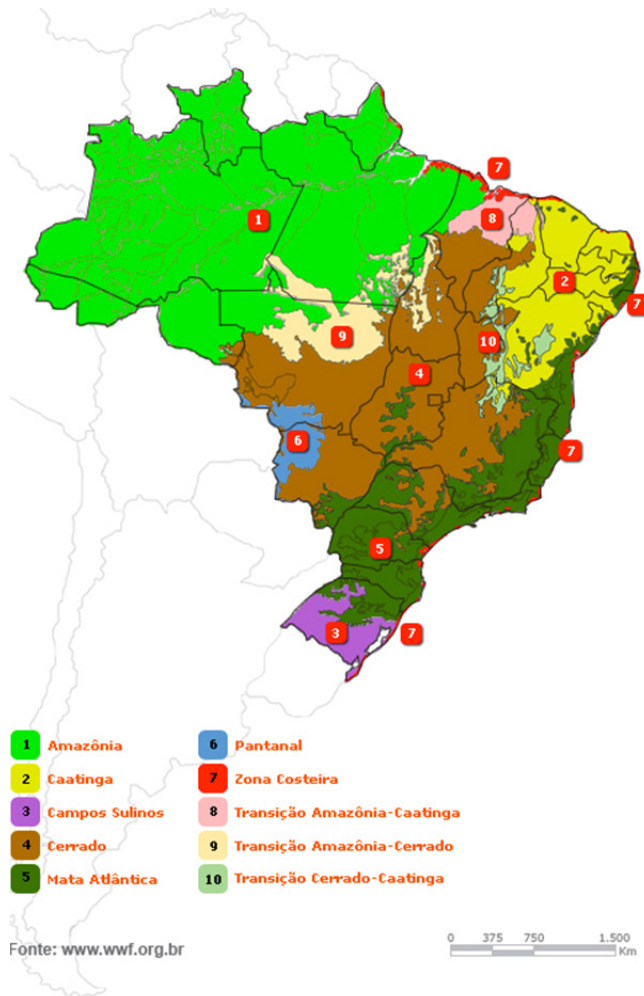 7
1
8
2
7
9
10
4
6
7
5
3
7
1 Amazônia
2 Caatinga
3 Campos Sulinos
4 Cerrado
5 Mata Atlântica
6 Pantanal
7 Zona Costeira
8 Transição Amazônia-Caatinga
9 Transição Amazônia-Cerrado
10 Transição Cerrado-Caatinga
Fonte: www.wwf.org.br
0 375 750 1.500
Km